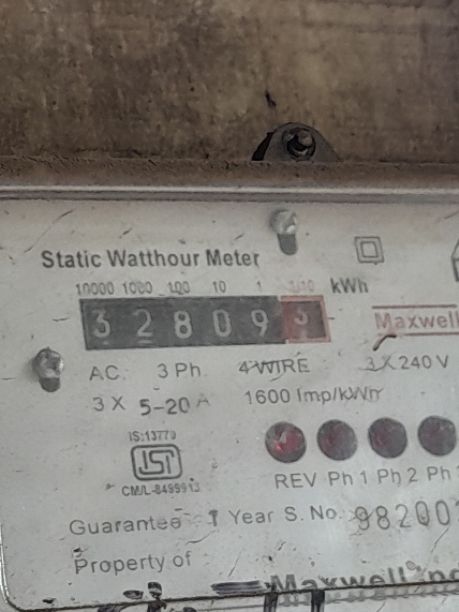 Static Watthour Meter
10000 1000 100 10 1 1/10 kWh
3 2 8 0 9
Maxwell
AC. 3 Ph. 4 WIRE 3 X 240 V
3 X 5-20 A 1600 Imp/kWh
IS:13779
ISI
CM/L-8499913
REV Ph 1 Ph 2 Ph
Guarantee 1 Year S. No. 98200
Property of
Maxwell